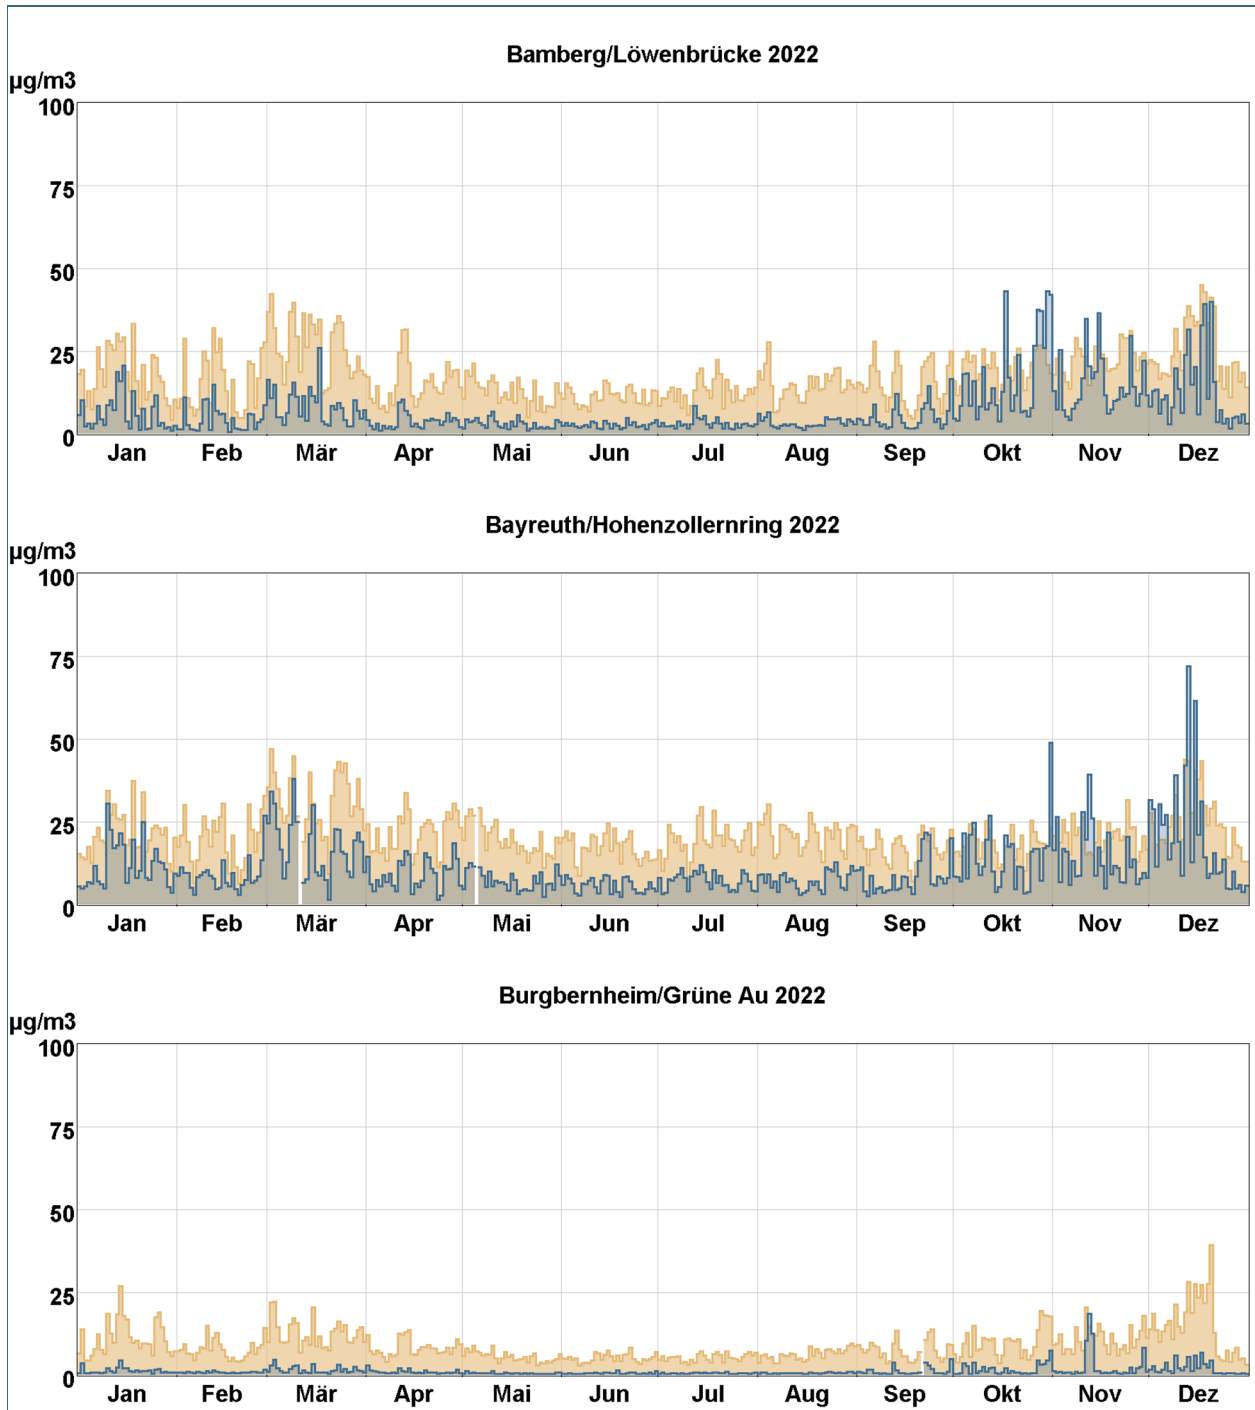 Bamberg/Löwenbrücke 2022
µg/m3
100
75
50
25
0
Jan Feb Mär Apr Mai Jun Jul Aug Sep Okt Nov Dez
Bayreuth/Hohenzollernring 2022
µg/m3
100
75
50
25
0
Jan Feb Mär Apr Mai Jun Jul Aug Sep Okt Nov Dez
Burgbernheim/Grüne Au 2022
µg/m3
100
75
50
25
0
Jan Feb Mär Apr Mai Jun Jul Aug Sep Okt Nov Dez